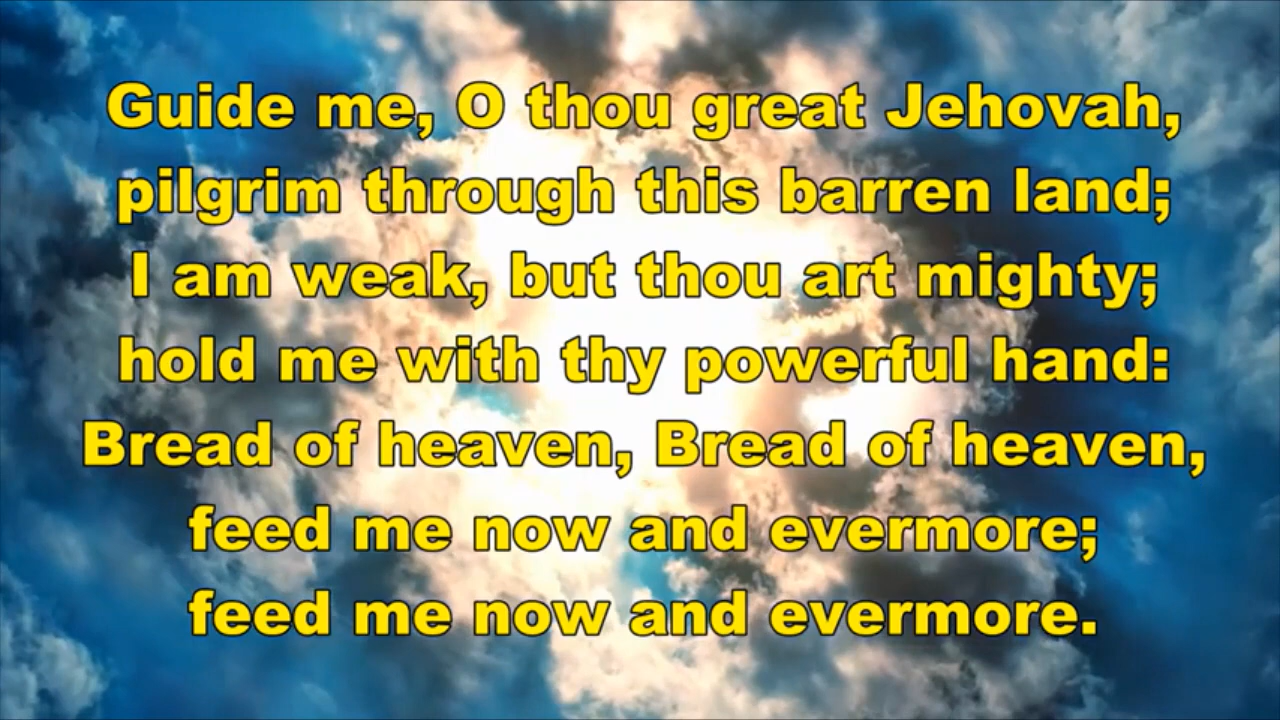 Guide me, O thou great Jehovah,
pilgrim through this barren land;
I am weak, but thou art mighty;
hold me with thy powerful hand:
Bread of heaven, Bread of heaven,
feed me now and evermore;
feed me now and evermore.